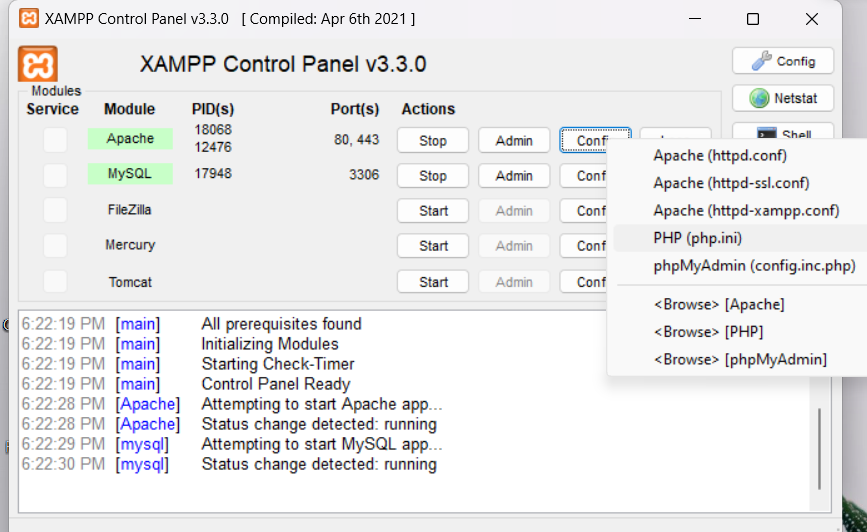 XAMPP Control Panel v3.3.0 [ Compiled: Apr 6th 2021 ]
XAMPP Control Panel v3.3.0
Config
Modules
Service Module PID(s) Port(s) Actions
Netstat
Apache 18068 12476 80, 443 Stop Admin
Shell
MySQL 17948 3306 Stop Admin
FileZilla Start Admin
Mercury Start Admin
Tomcat Start Admin
Apache (httpd.conf)
Apache (httpd-ssl.conf)
Apache (httpd-xampp.conf)
PHP (php.ini)
phpMyAdmin (config.inc.php)
<Browse> [Apache]
<Browse> [PHP]
<Browse> [phpMyAdmin]
6:22:19 PM [main] All prerequisites found
6:22:19 PM [main] Initializing Modules
6:22:19 PM [main] Starting Check-Timer
6:22:19 PM [main] Control Panel Ready
6:22:28 PM [Apache] Attempting to start Apache app...
6:22:28 PM [Apache] Status change detected: running
6:22:29 PM [mysql] Attempting to start MySQL app...
6:22:30 PM [mysql] Status change detected: running